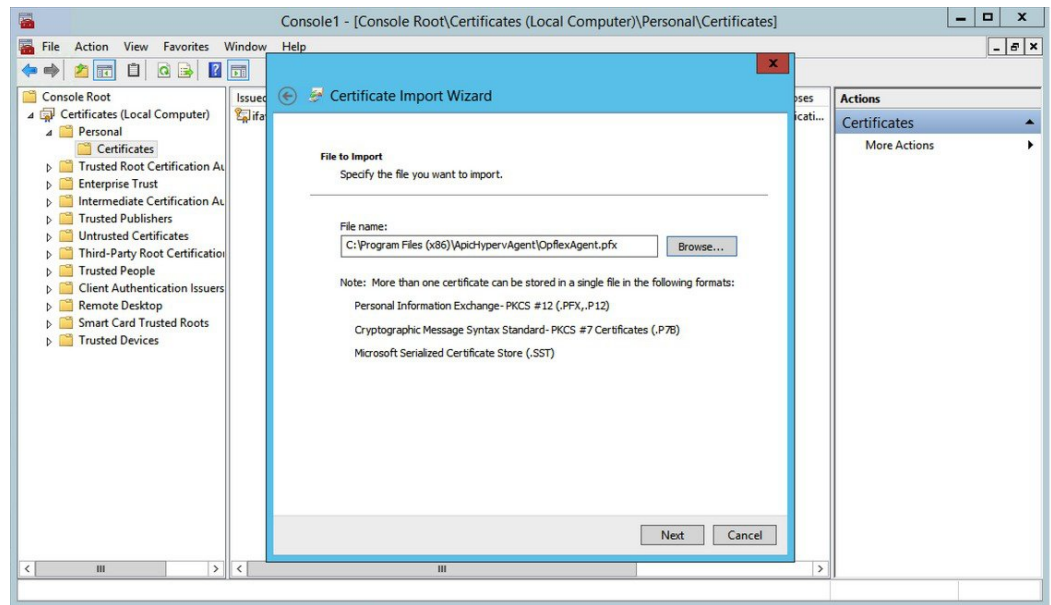 Console1 - [Console Root\Certificates (Local Computer)\Personal\Certificates]
File Action View Favorites Window Help
Console Root
Certificates (Local Computer)
Personal
Certificates
Trusted Root Certification Au
Enterprise Trust
Intermediate Certification Au
Trusted Publishers
Untrusted Certificates
Third-Party Root Certification
Trusted People
Client Authentication Issuers
Remote Desktop
Smart Card Trusted Roots
Trusted Devices
Issued
ifa
Certificate Import Wizard
File to Import
Specify the file you want to import.
File name:
C:\Program Files (x86)\ApicHypervAgent\OpflexAgent.pfx
Browse...
Note: More than one certificate can be stored in a single file in the following formats:
Personal Information Exchange- PKCS #12 (.PFX,.P12)
Cryptographic Message Syntax Standard- PKCS #7 Certificates (.P7B)
Microsoft Serialized Certificate Store (.SST)
Next Cancel
oses
icati...
Actions
Certificates
More Actions